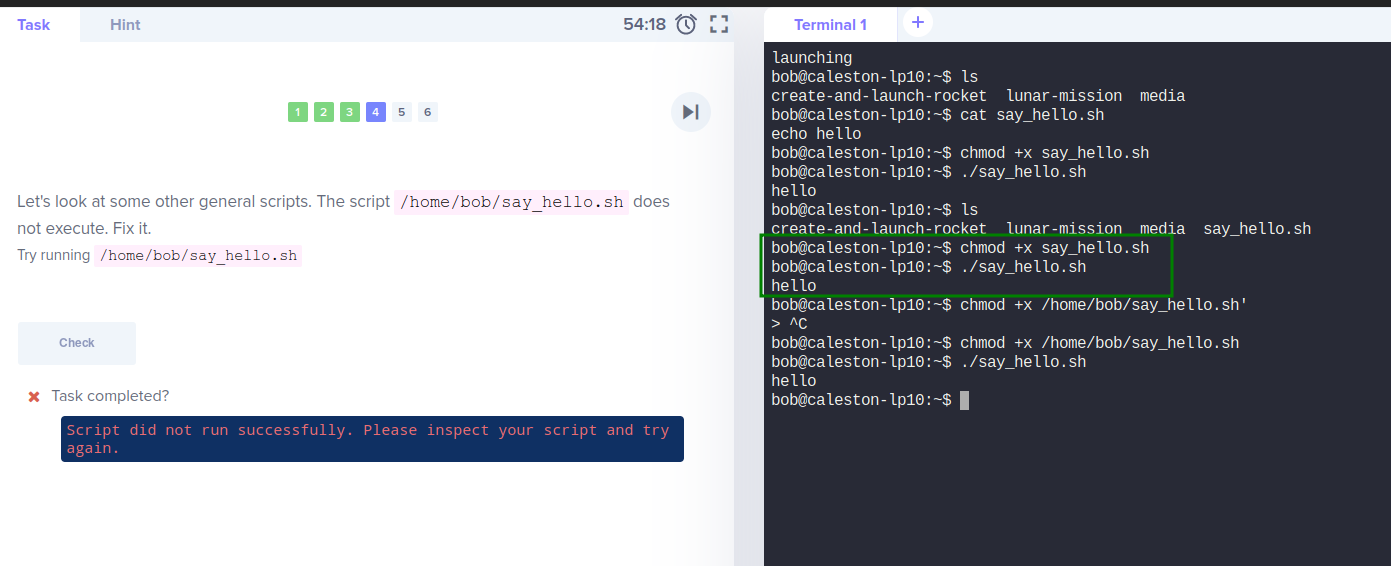 Task
Hint
54:18
1 2 3 4 5 6
Let's look at some other general scripts. The script /home/bob/say_hello.sh does
not execute. Fix it.
Try running /home/bob/say_hello.sh
Check
Task completed?
Script did not run successfully. Please inspect your script and try
again.
Terminal 1
+
launching
bob@caleston-lp10:~$ ls
create-and-launch-rocket  lunar-mission  media
bob@caleston-lp10:~$ cat say_hello.sh
echo hello
bob@caleston-lp10:~$ chmod +x say_hello.sh
bob@caleston-lp10:~$ ./say_hello.sh
hello
bob@caleston-lp10:~$ ls
create-and-launch-rocket  lunar-mission  media  say_hello.sh
bob@caleston-lp10:~$ chmod +x say_hello.sh
bob@caleston-lp10:~$ ./say_hello.sh
hello
bob@caleston-lp10:~$ chmod +x /home/bob/say_hello.sh'
> ^C
bob@caleston-lp10:~$ chmod +x /home/bob/say_hello.sh
bob@caleston-lp10:~$ ./say_hello.sh
hello
bob@caleston-lp10:~$